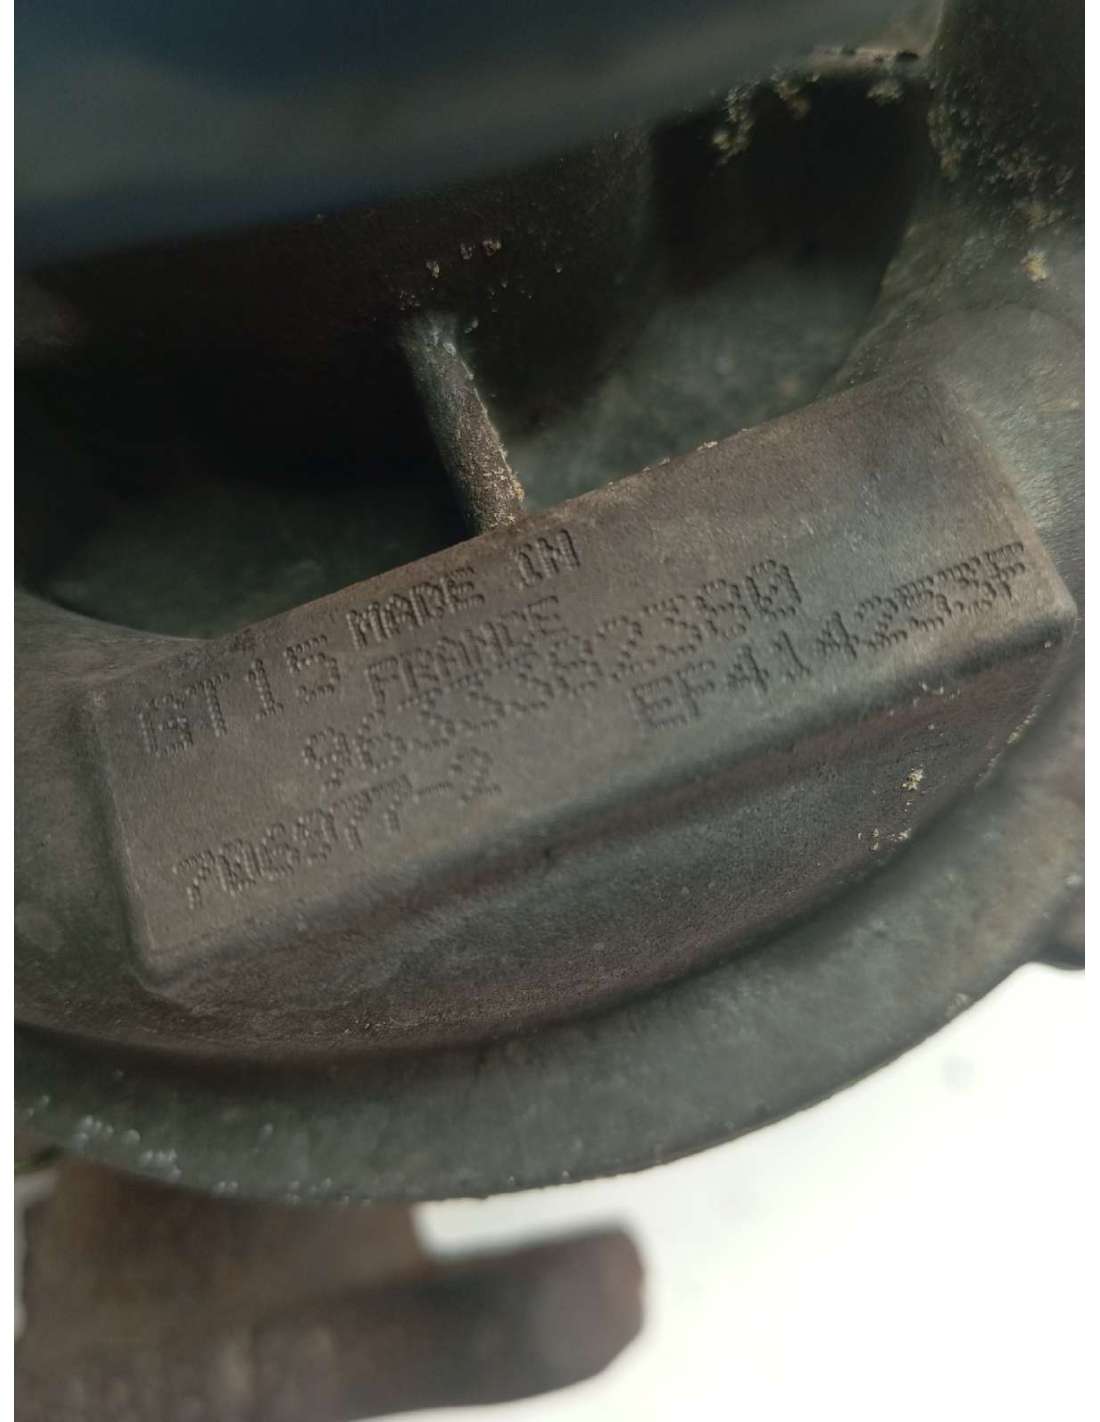 GT15 MADE IN
FRANCE
9633382380
706977-2 EF414253F